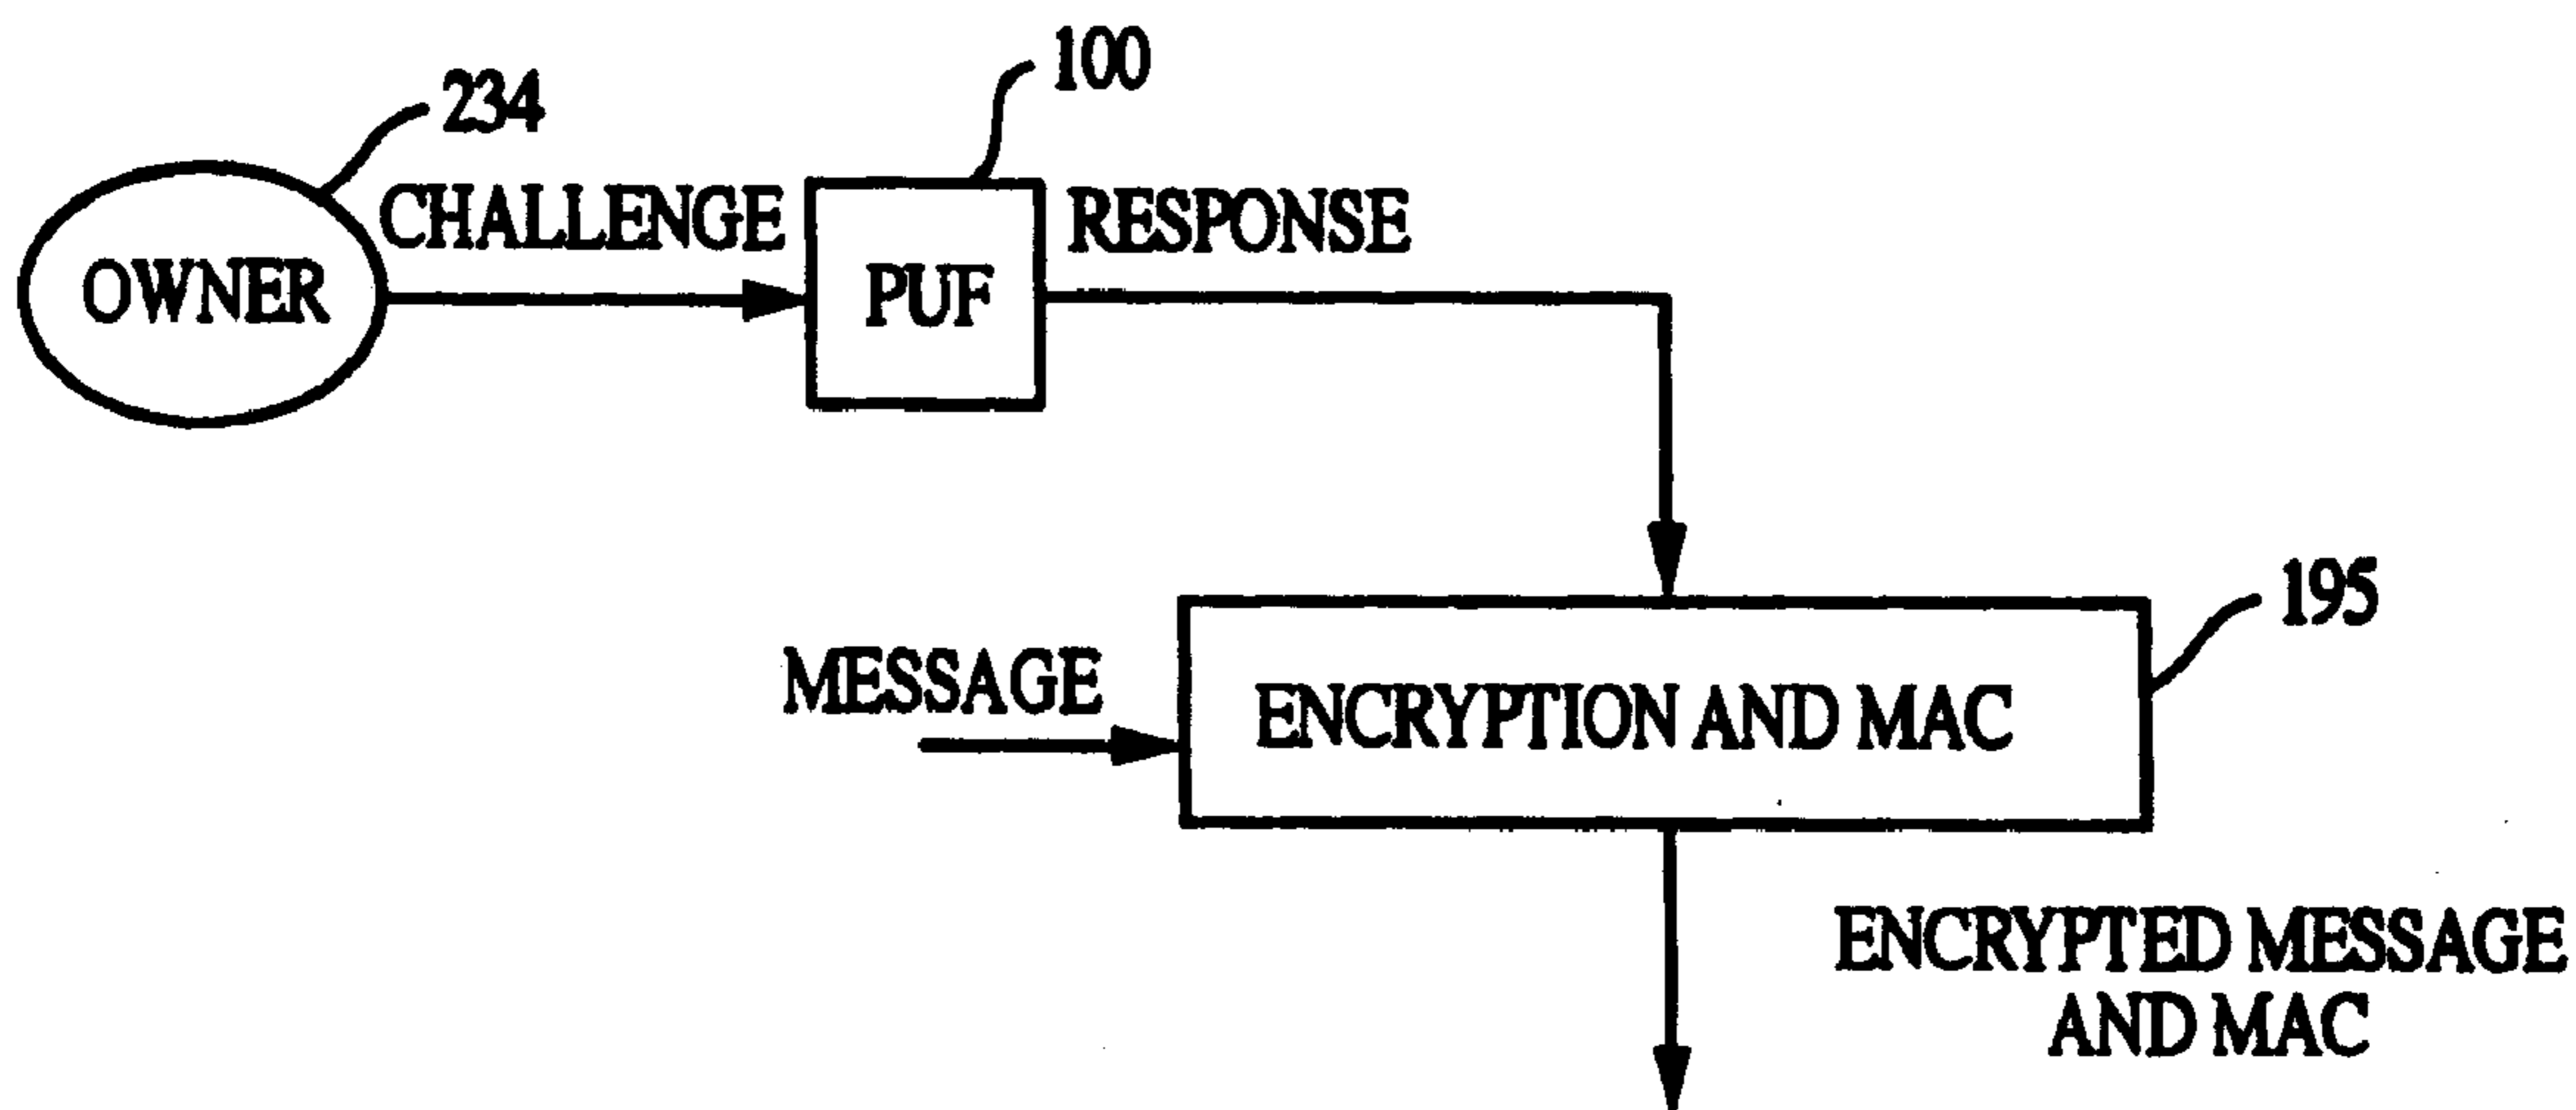 100
234
CHALLENGE
RESPONSE
OWNER
PUF
195
MESSAGE
ENCRYPTION AND MAC
ENCRYPTED MESSAGE
AND MAC